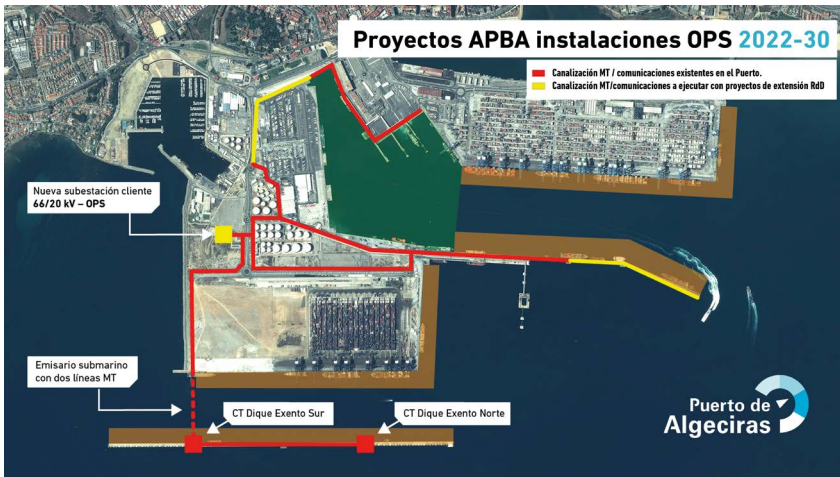 Proyectos APBA instalaciones OPS 2022-30
Canalización MT / comunicaciones existentes en el Puerto.
Canalización MT/comunicaciones a ejecutar con proyectos de extensión RdD
Nueva subestación cliente
66/20 kV – OPS
Emisario submarino
con dos líneas MT
CT Dique Exento Sur
CT Dique Exento Norte
Puerto de
Algeciras